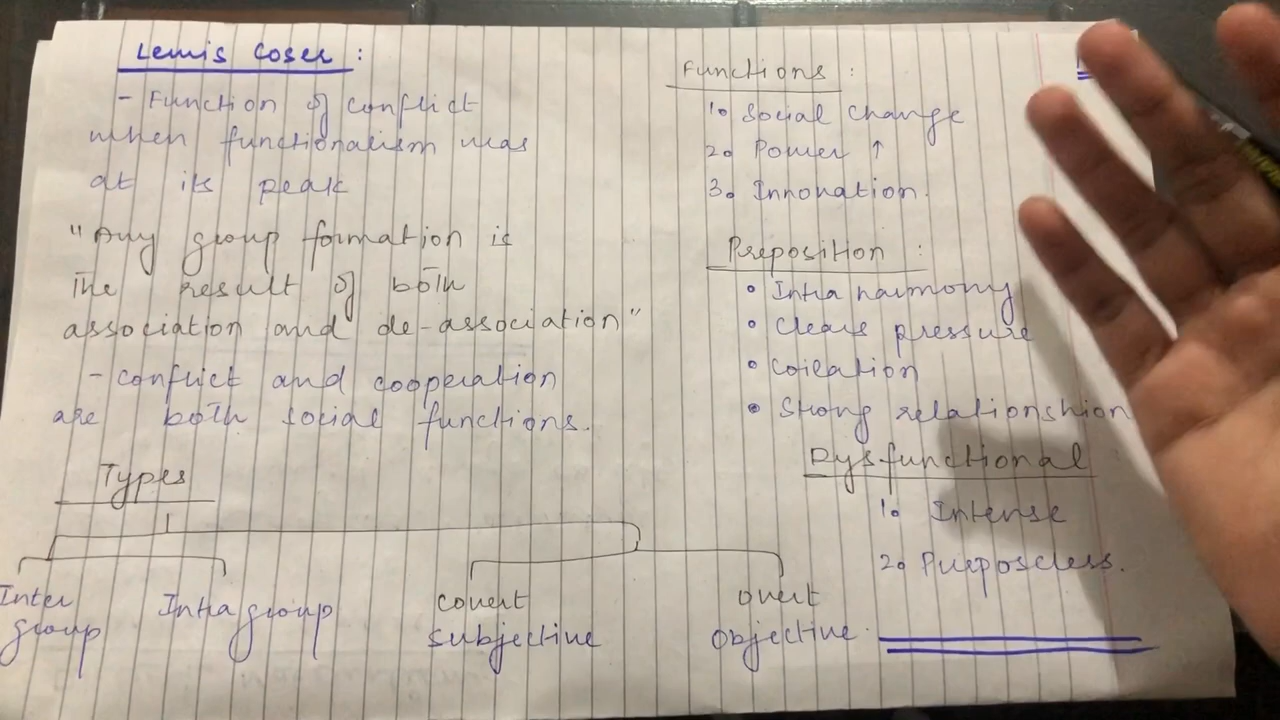 Lewis Coser :
- Function of conflict
when functionalism was
at its peak
"Any group formation is
the result of both
association and de-association"
- conflict and cooperation
are both social functions.
Types
Inter group
Intra group
covert subjective
overt objective.
Functions :
1. Social change
2. Power ↑
3. Innovation.
Preposition :
• Intra harmony
• Clears pressure
• Coilation
• Strong relationshion
Dysfunctional
1. Intense
2. Purposeless.